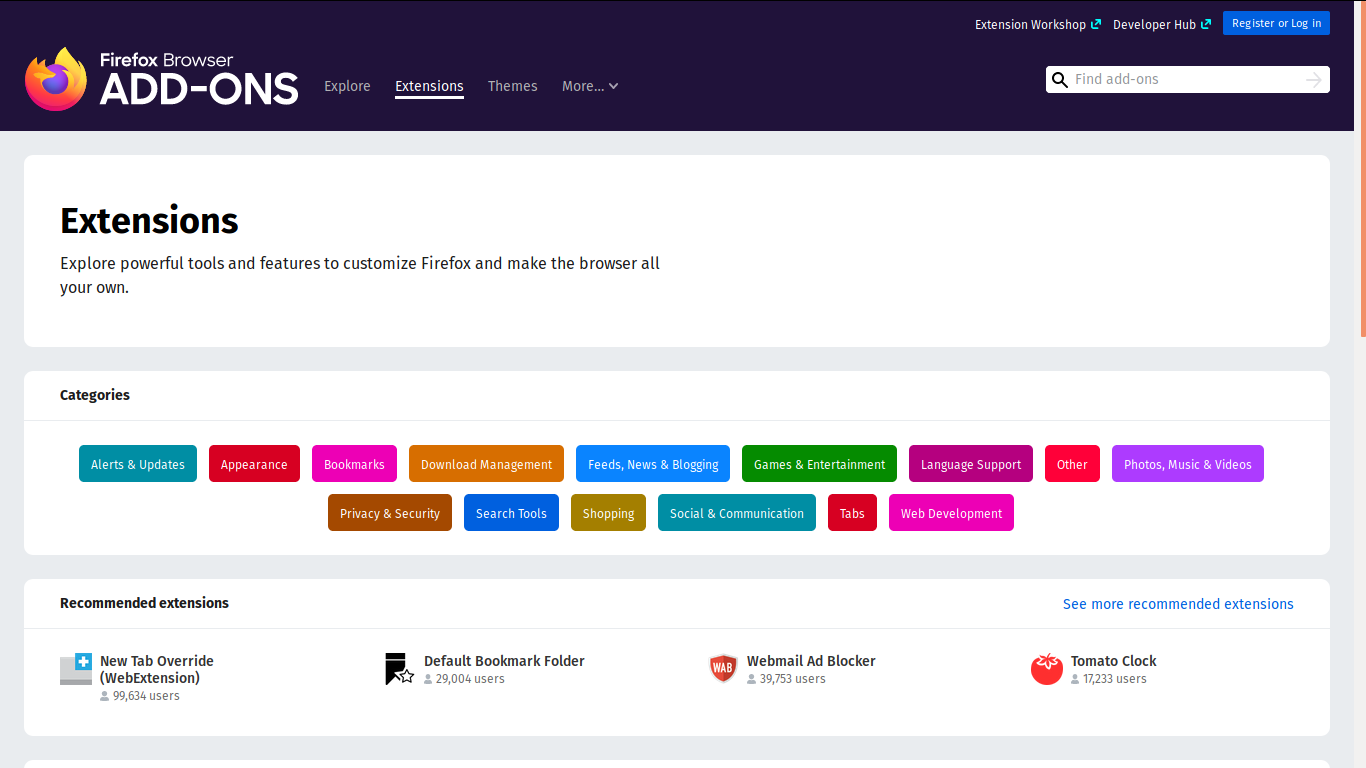 Extension Workshop
Developer Hub
Register or Log in
Firefox Browser
ADD-ONS
Explore
Extensions
Themes
More...
Find add-ons
Extensions
Explore powerful tools and features to customize Firefox and make the browser all
your own.
Categories
Alerts & Updates
Appearance
Bookmarks
Download Management
Feeds, News & Blogging
Games & Entertainment
Language Support
Other
Photos, Music & Videos
Privacy & Security
Search Tools
Shopping
Social & Communication
Tabs
Web Development
Recommended extensions
See more recommended extensions
New Tab Override
(WebExtension)
99,634 users
Default Bookmark Folder
29,004 users
WAB
Webmail Ad Blocker
39,753 users
Tomato Clock
17,233 users